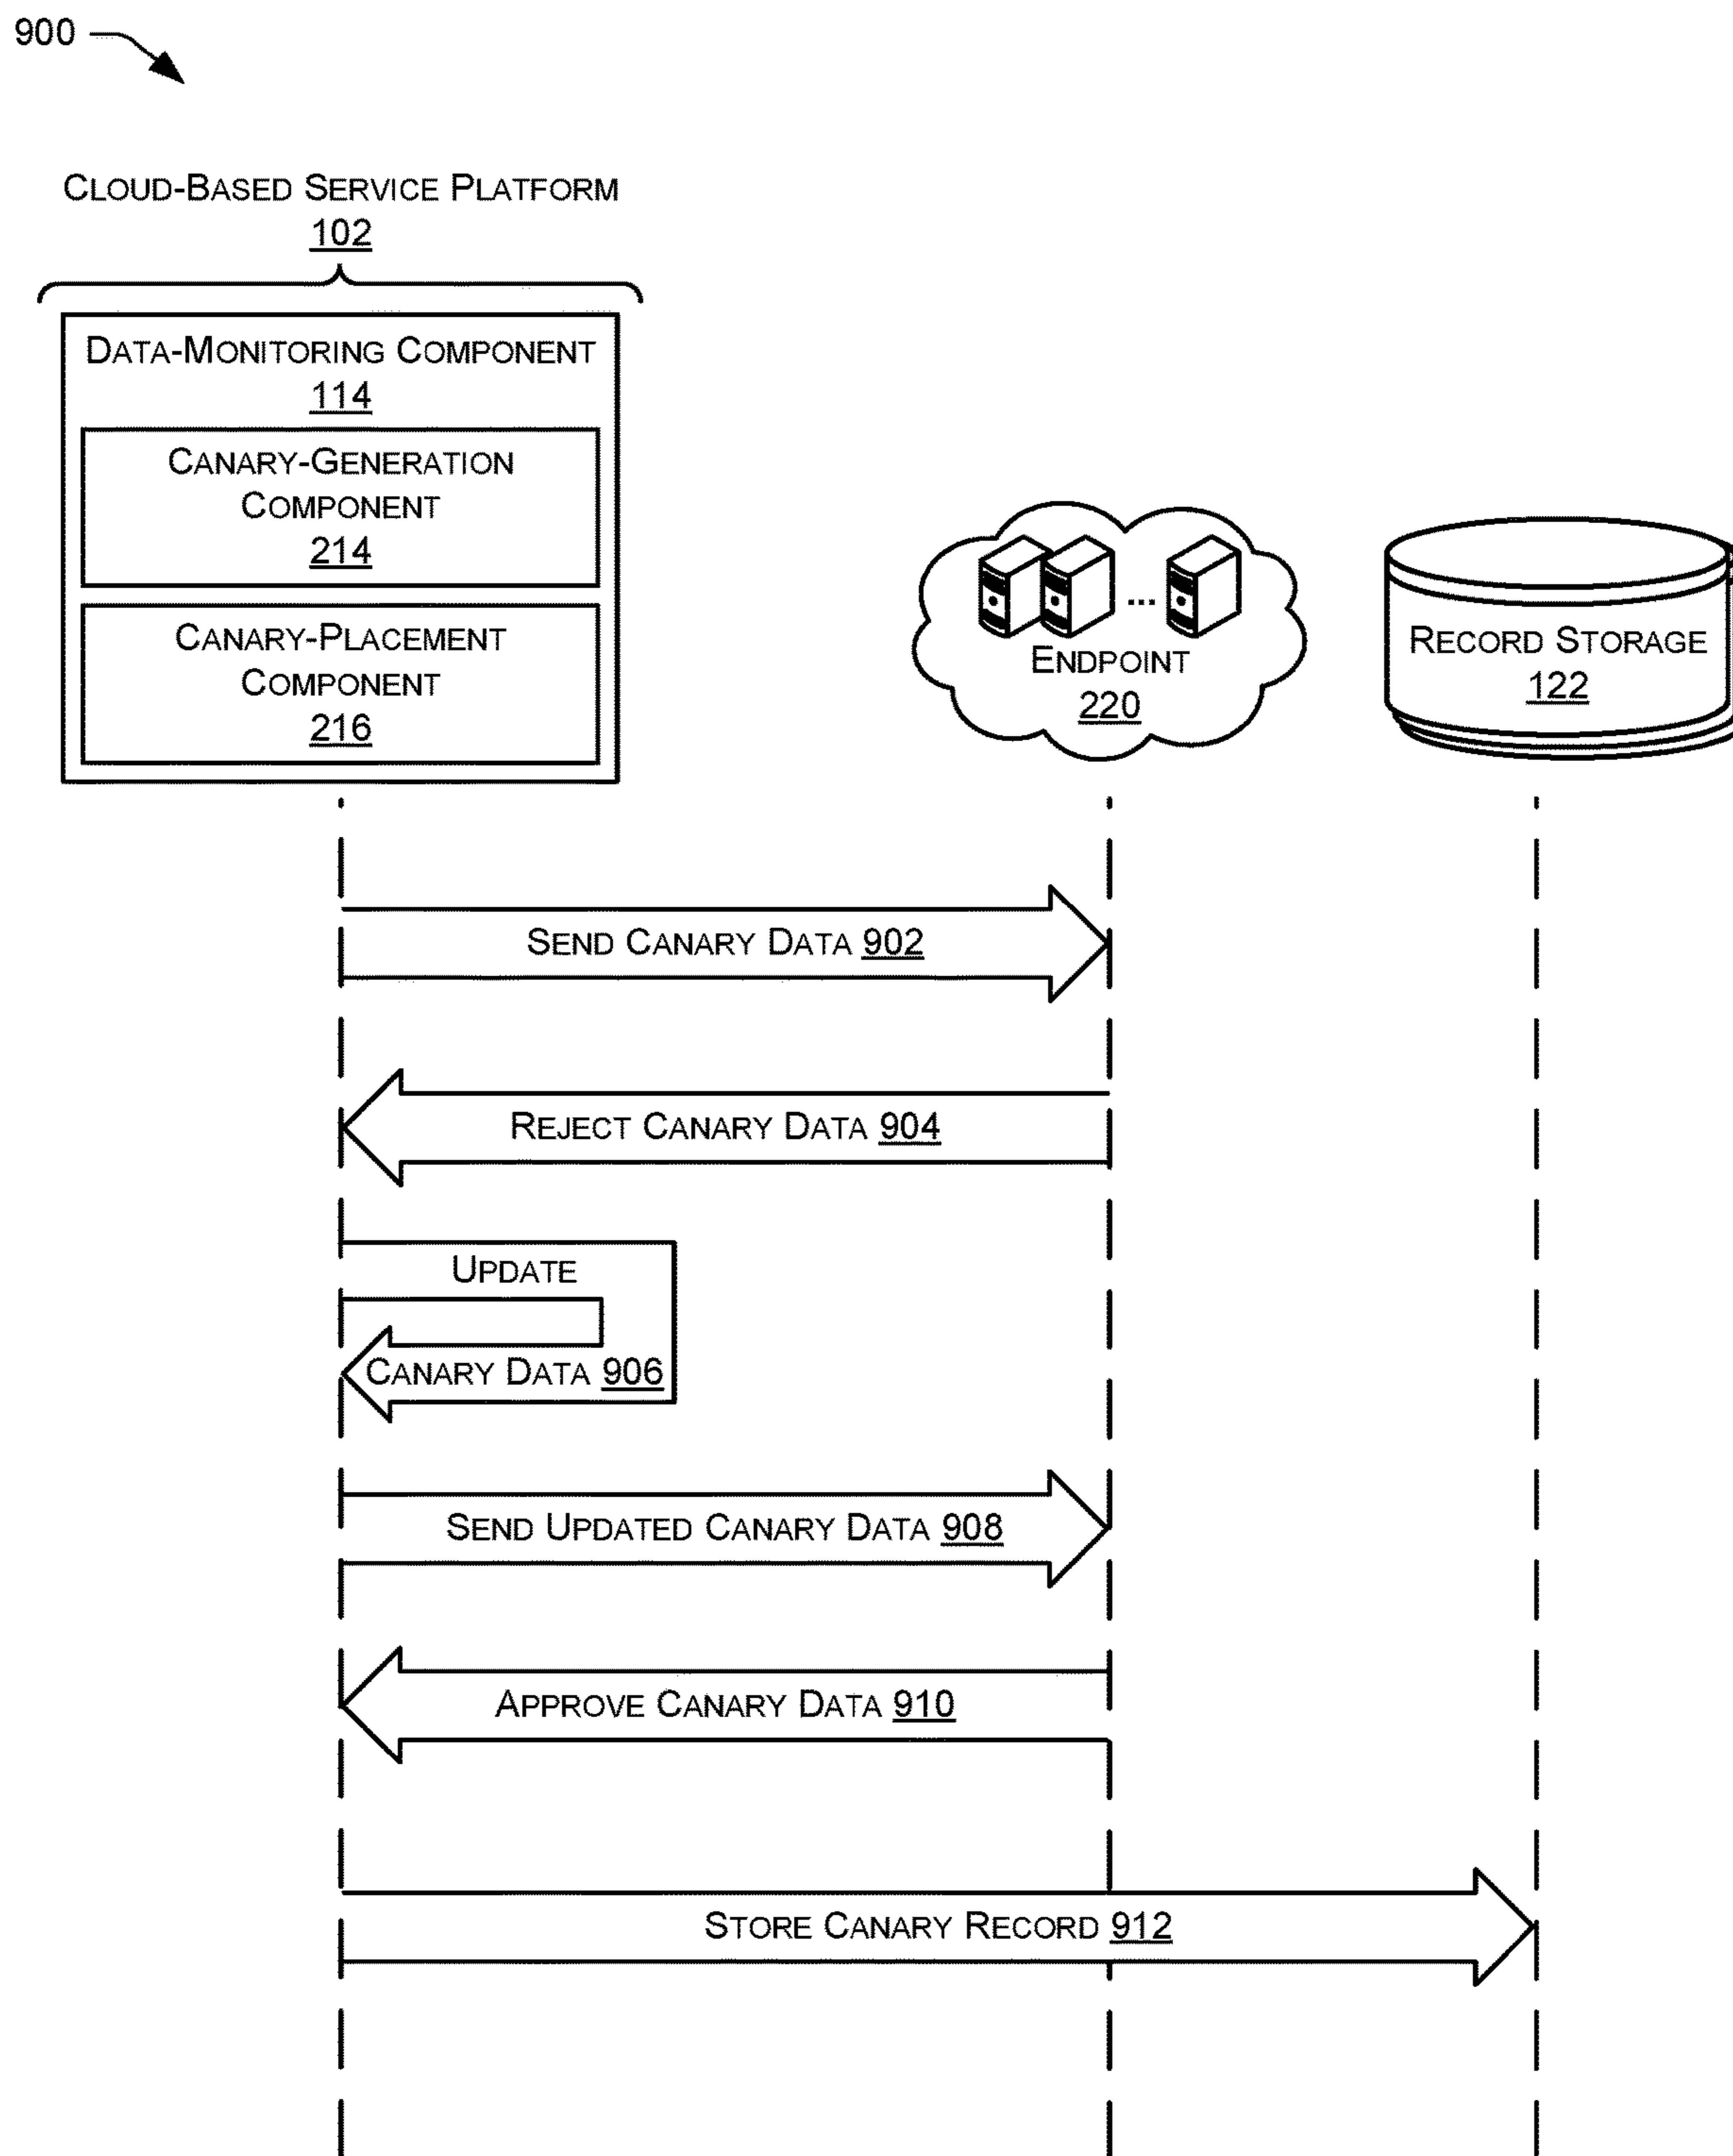 900
CLOUD-BASED SERVICE PLATFORM
102
DATA-MONITORING COMPONENT
114
CANARY-GENERATION
COMPONENT
214
CANARY-PLACEMENT
COMPONENT
216
...
ENDPOINT
220
RECORD STORAGE
122
SEND CANARY DATA 902
REJECT CANARY DATA 904
UPDATE
CANARY DATA 906
SEND UPDATED CANARY DATA 908
APPROVE CANARY DATA 910
STORE CANARY RECORD 912